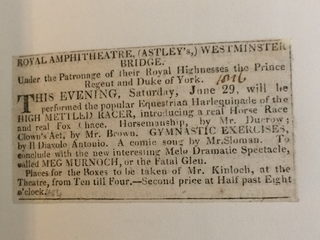 ROYAL AMPHITHEATRE, (ASTLEY's,) WESTMINSTER
BRIDGE.
Under the Patronage of their Royal Highnesses the Prince
Regent and Duke of York. 1816
THIS EVENING, Saturday, June 29, will be
performed the popular Equestrian Harlequinade of the
HIGH METTLED RACER, introducing a real Horse Race
and real Fox Chace. Horsemanship, by Mr. Ducrow;
Clown's Act, by Mr. Brown. GYMNASTIC EXERCISES,
by Il Diavolo Antonio. A comic song by Mr. Sloman. To
conclude with the new interesting Melo Dramatic Spectacle,
called MEG MURNOCH, or the Fatal Glen.
Places for the Boxes to be taken of Mr. Kinloch, at the
Theatre, from Ten till Four.—Second price at Half past Eight
o'clock.